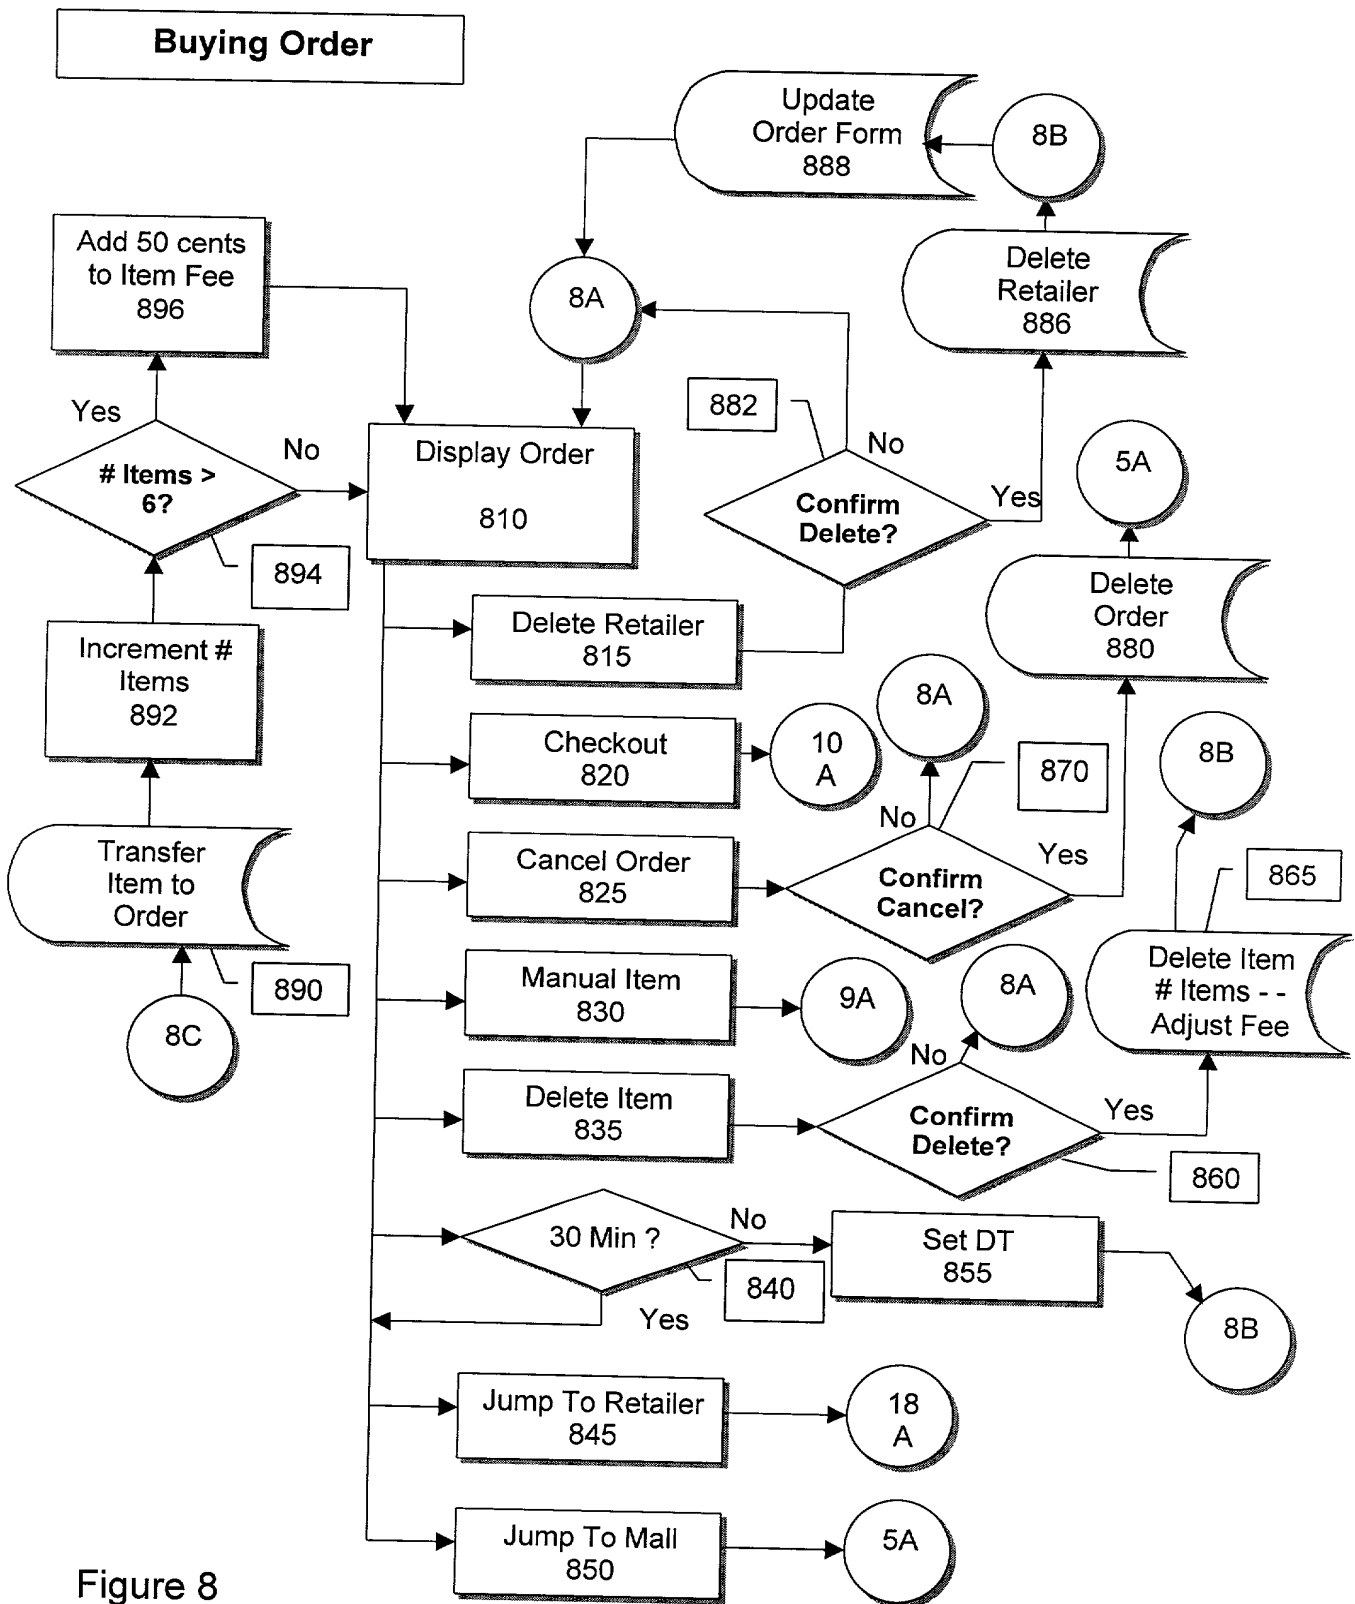 Buying Order
Update
Order Form
888
8B
Add 50 cents
to Item Fee
896
8A
Delete
Retailer
886
882
Yes
No
# Items >
6?
894
Display Order
810
No
Confirm
Delete?
Yes
5A
Increment #
Items
892
Delete Retailer
815
Delete
Order
880
8A
Checkout
820
10
A
870
8B
Transfer
Item to
Order
890
8C
Cancel Order
825
No
Confirm
Cancel?
Yes
865
Manual Item
830
9A
8A
Delete Item
# Items - -
Adjust Fee
Delete Item
835
No
Confirm
Delete?
Yes
860
30 Min ?
No
840
Yes
Set DT
855
8B
Jump To Retailer
845
18
A
Jump To Mall
850
5A
Figure 8